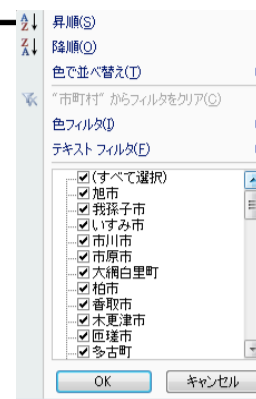 昇順(S)
降順(O)
色で並べ替え(T)
"市町村" からフィルタをクリア(C)
色フィルタ(I)
テキスト フィルタ(F)
(すべて選択)
旭市
我孫子市
いすみ市
市川市
市原市
大網白里町
柏市
香取市
木更津市
匝瑳市
多古町
OK
キャンセル